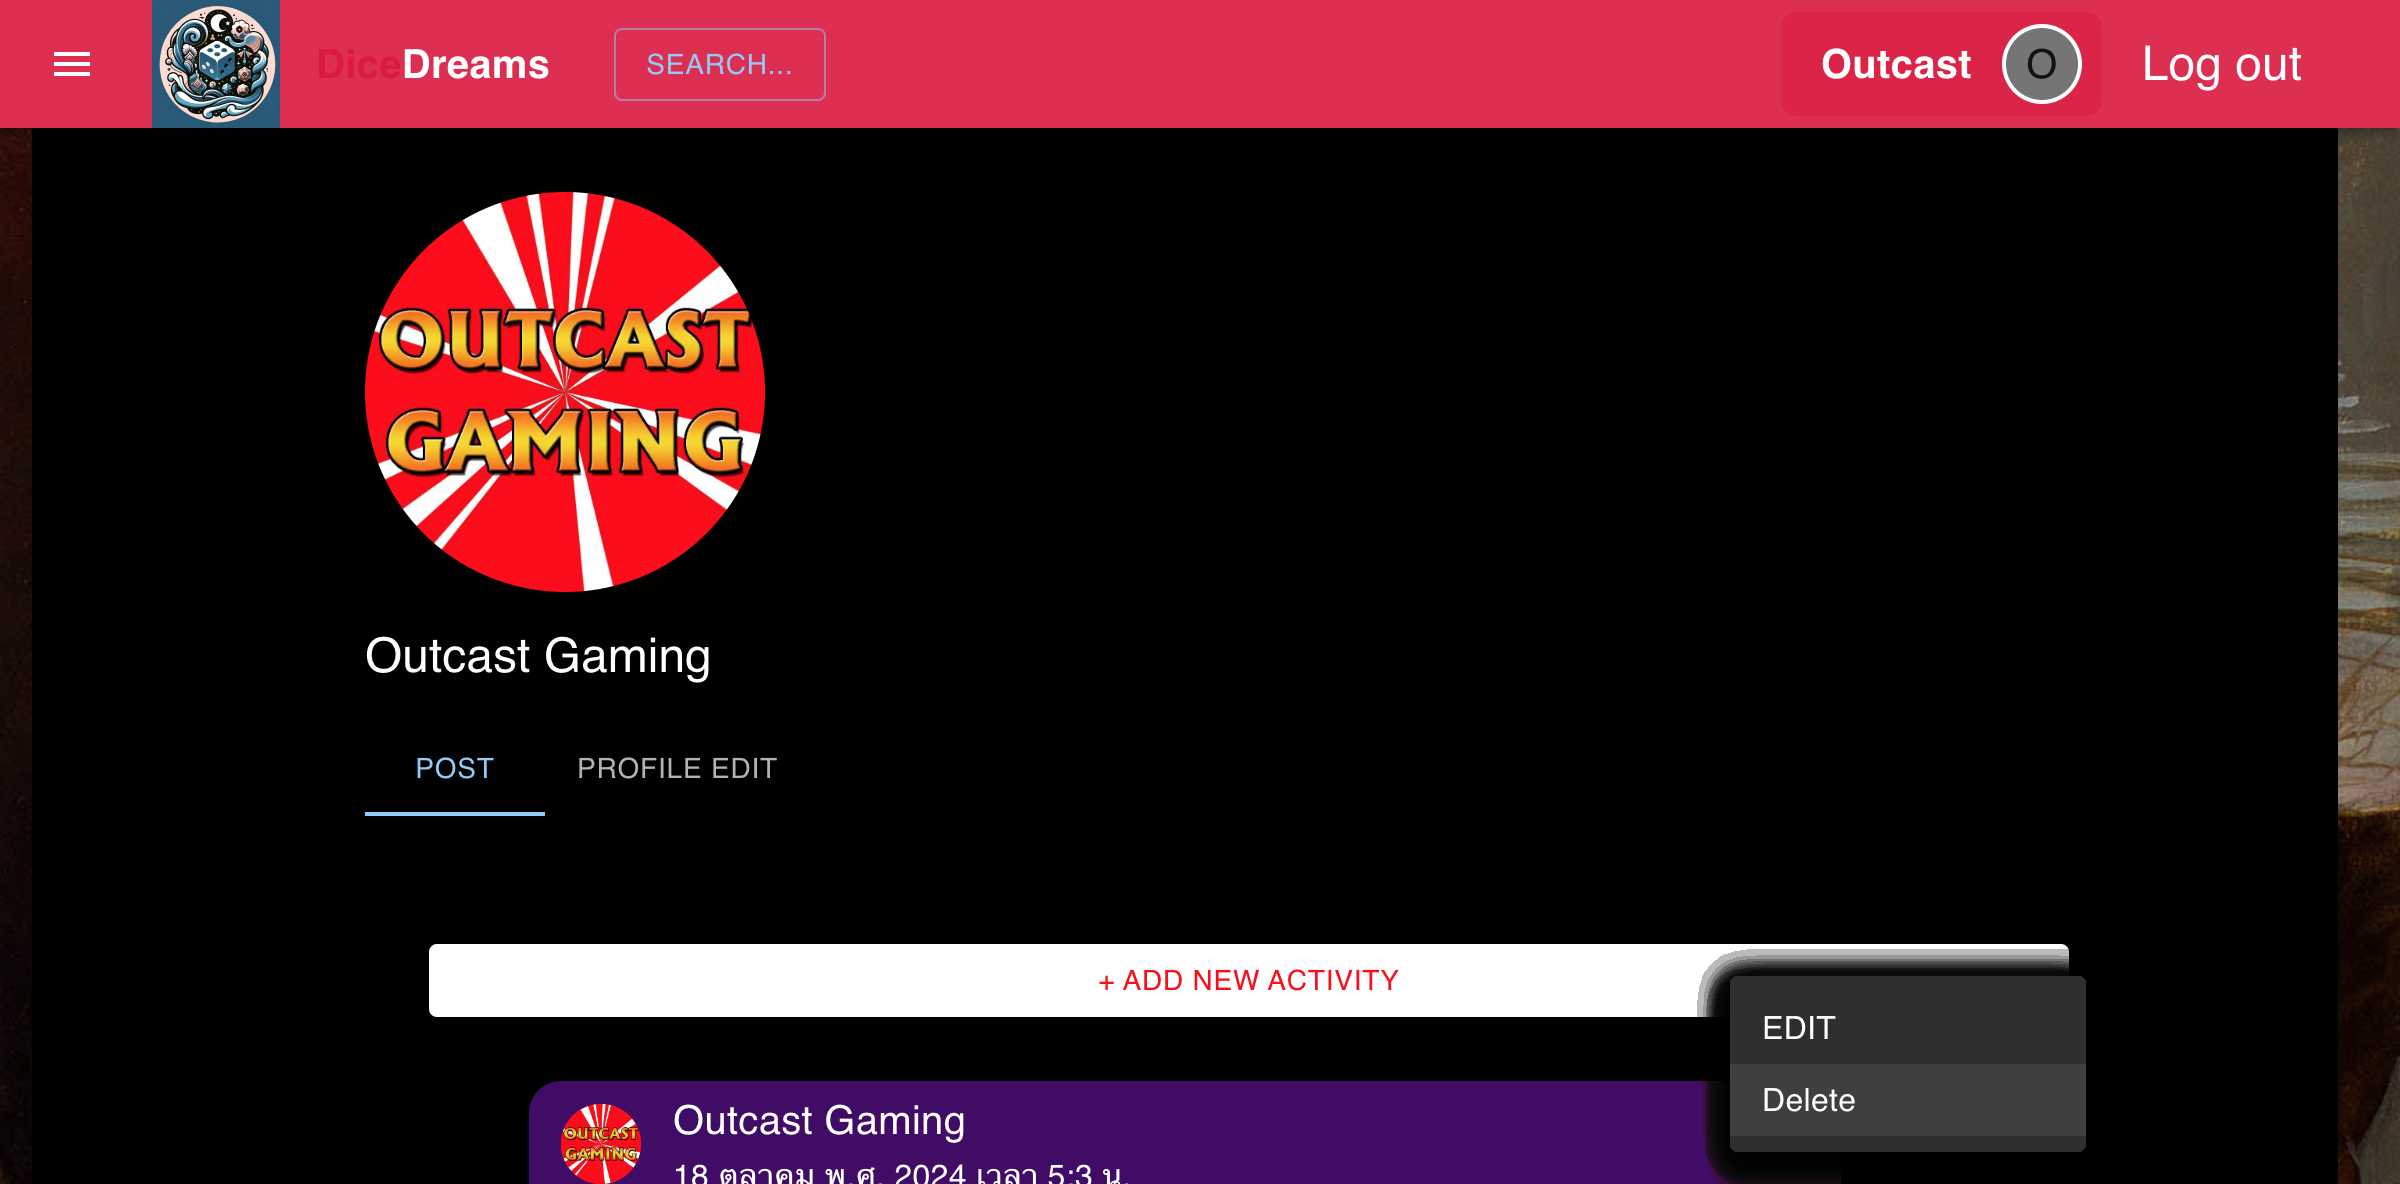 DiceDreams
SEARCH...
Outcast
O
Log out
OUTCAST
GAMING
Outcast Gaming
POST
PROFILE EDIT
+ ADD NEW ACTIVITY
EDIT
Delete
OUTCAST
GAMING
Outcast Gaming
18 ตุลาคม พ.ศ. 2024 เวลา 5:3 น.